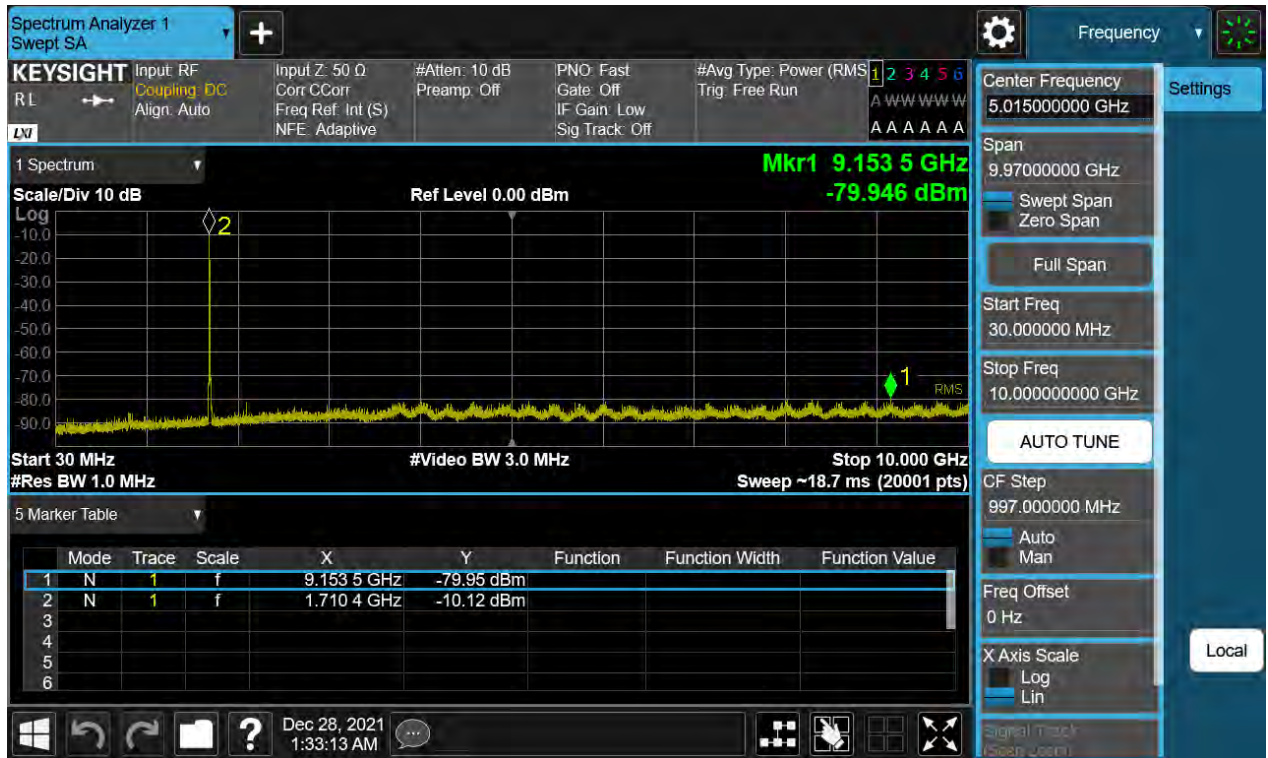 Spectrum Analyzer 1
Swept SA
+
Frequency
KEYSIGHT
RL
LXI
Input: RF
Coupling: DC
Align: Auto
Input Z: 50 Ω
Corr CCorr
Freq Ref: Int (S)
NFE: Adaptive
#Atten: 10 dB
Preamp: Off
PNO: Fast
Gate: Off
IF Gain: Low
Sig Track: Off
#Avg Type: Power (RMS
Trig: Free Run
1 2 3 4 5 6
A W W W W W
A A A A A A
1 Spectrum
Mkr1 9.153 5 GHz
Scale/Div 10 dB
Ref Level 0.00 dBm
-79.946 dBm
Log
-10.0
-20.0
-30.0
-40.0
-50.0
-60.0
-70.0
-80.0
-90.0
2
1
RMS
Start 30 MHz
#Video BW 3.0 MHz
Stop 10.000 GHz
#Res BW 1.0 MHz
Sweep ~18.7 ms (20001 pts)
5 Marker Table
Mode Trace Scale X Y Function Function Width Function Value
1 N 1 f 9.153 5 GHz -79.95 dBm
2 N 1 f 1.710 4 GHz -10.12 dBm
3
4
5
6
?
Dec 28, 2021
1:33:13 AM
Center Frequency
5.015000000 GHz
Settings
Span
9.97000000 GHz
Swept Span
Zero Span
Full Span
Start Freq
30.000000 MHz
Stop Freq
10.000000000 GHz
AUTO TUNE
CF Step
997.000000 MHz
Auto
Man
Freq Offset
0 Hz
X Axis Scale
Log
Lin
Local
Signal Track
(Span Zoom)